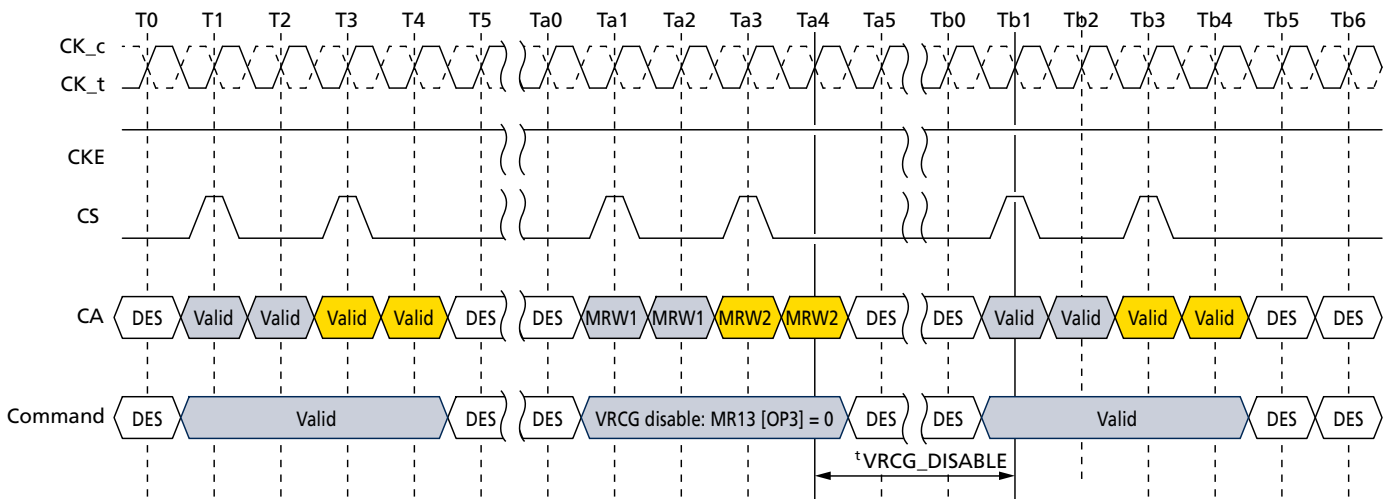 T0 T1 T2 T3 T4 T5 Ta0 Ta1 Ta2 Ta3 Ta4 Ta5 Tb0 Tb1 Tb2 Tb3 Tb4 Tb5 Tb6
CK_c
CK_t
CKE
CS
CA DES Valid Valid Valid Valid DES DES MRW1 MRW1 MRW2 MRW2 DES DES Valid Valid Valid Valid DES DES
Command DES Valid DES DES VRCG disable: MR13 [OP3] = 0 DES DES Valid DES DES
tVRCG_DISABLE